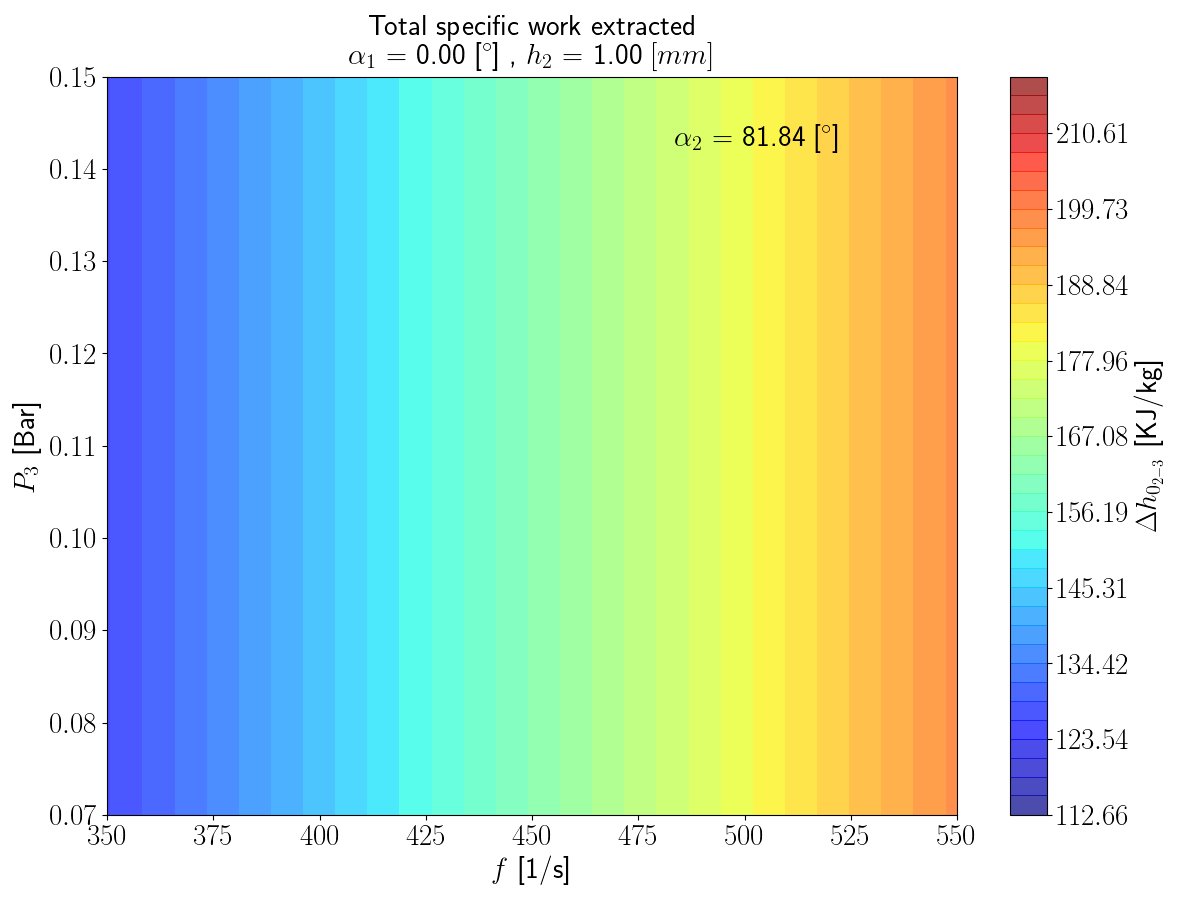 Total specific work extracted
α₁ = 0.00 [°] , h₂ = 1.00 [mm]
α₂ = 81.84 [°]
0.15
0.14
0.13
0.12
0.11
0.10
0.09
0.08
0.07
P₃ [Bar]
350 375 400 425 450 475 500 525 550
f [1/s]
210.61
199.73
188.84
177.96
167.08
156.19
145.31
134.42
123.54
112.66
Δh₀₂₋₃ [KJ/kg]